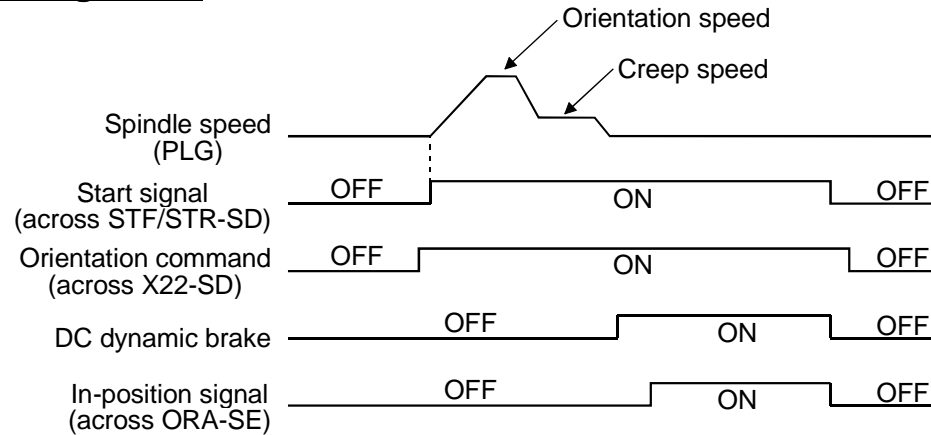 Orientation speed
Creep speed
Spindle speed
(PLG)
Start signal
(across STF/STR-SD)
OFF
ON
OFF
Orientation command
(across X22-SD)
OFF
ON
OFF
DC dynamic brake
OFF
ON
OFF
In-position signal
(across ORA-SE)
OFF
ON
OFF